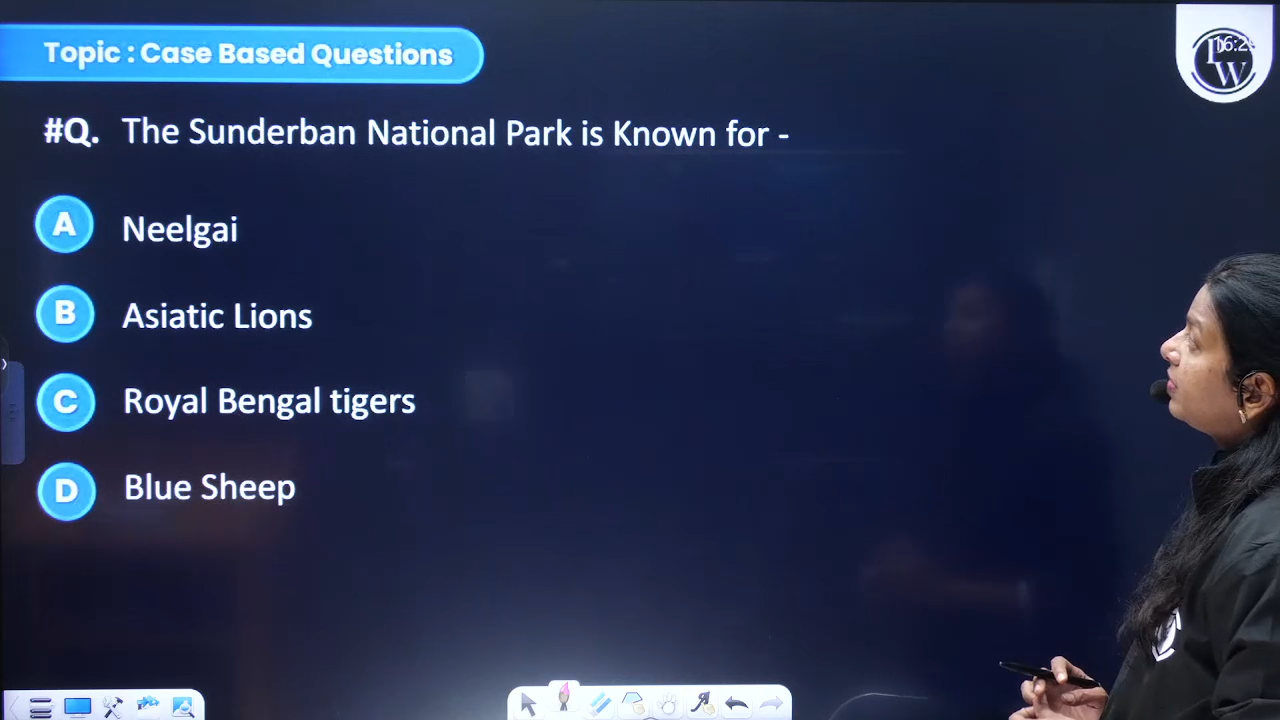 Topic : Case Based Questions
#Q. The Sunderban National Park is Known for -
A Neelgai
B Asiatic Lions
C Royal Bengal tigers
D Blue Sheep
W